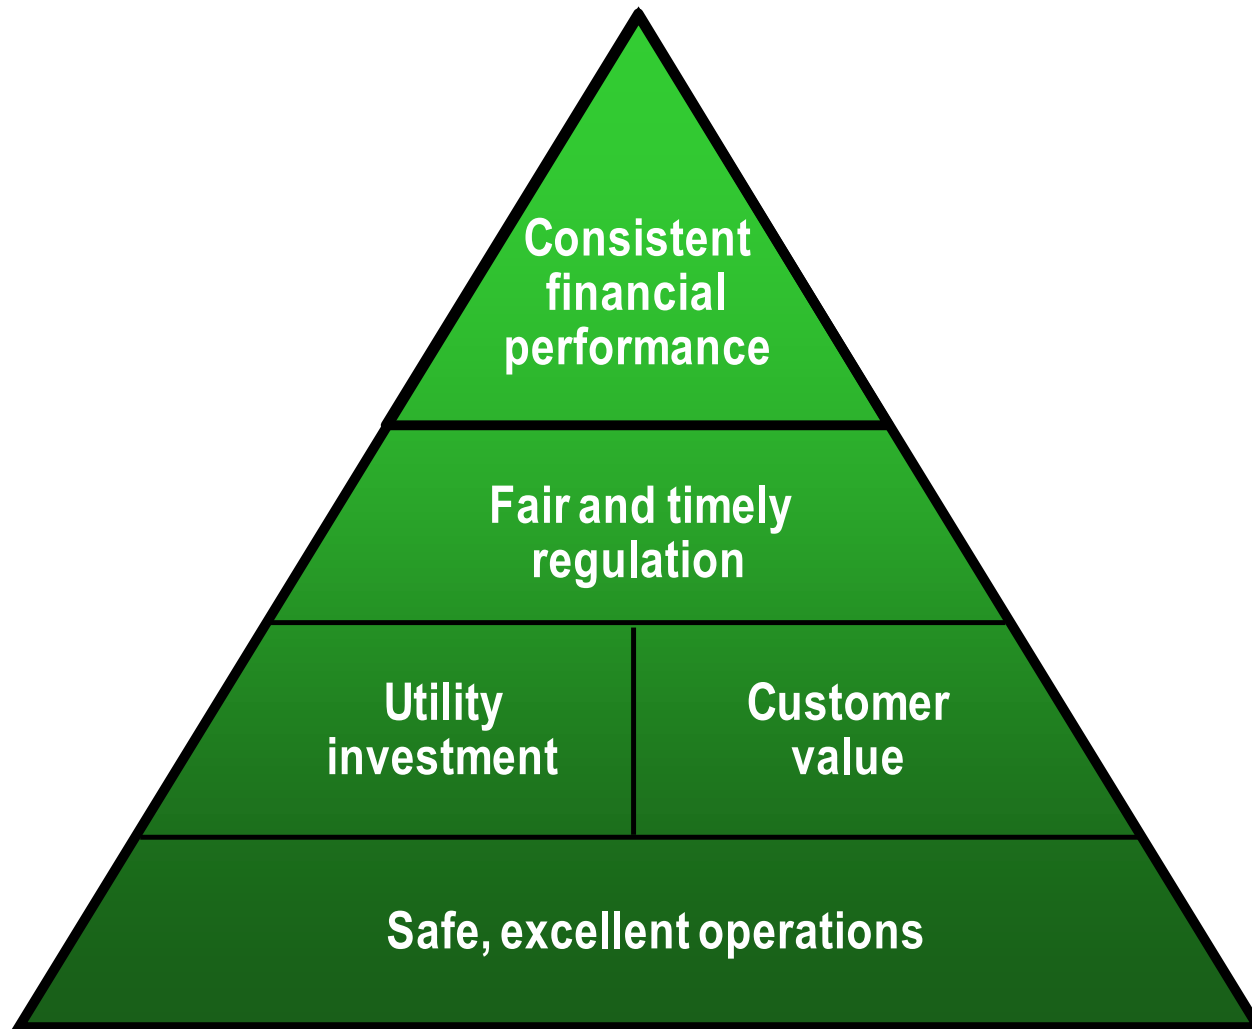 Consistent
financial
performance
Fair and timely
regulation
Utility
investment
Customer
value
Safe, excellent operations